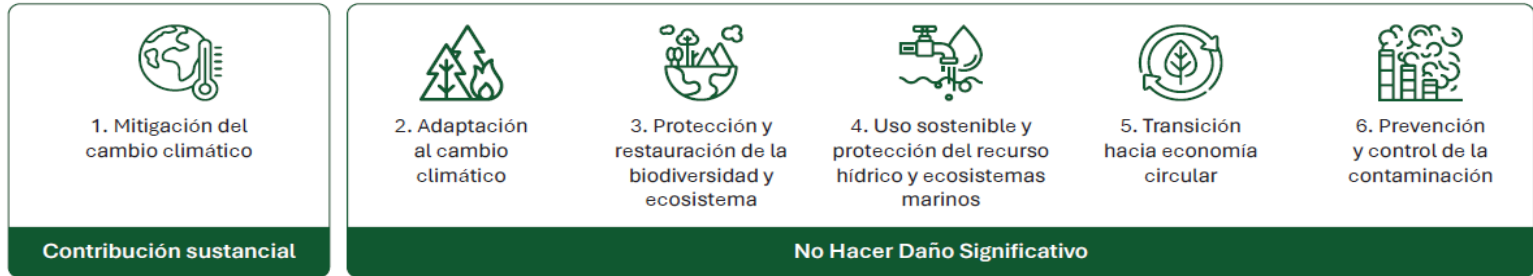 1. Mitigación del
cambio climático
Contribución sustancial
2. Adaptación
al cambio
climático
3. Protección y
restauración de la
biodiversidad y
ecosistema
4. Uso sostenible y
protección del recurso
hídrico y ecosistemas
marinos
5. Transición
hacia economía
circular
6. Prevención
y control de la
contaminación
No Hacer Daño Significativo